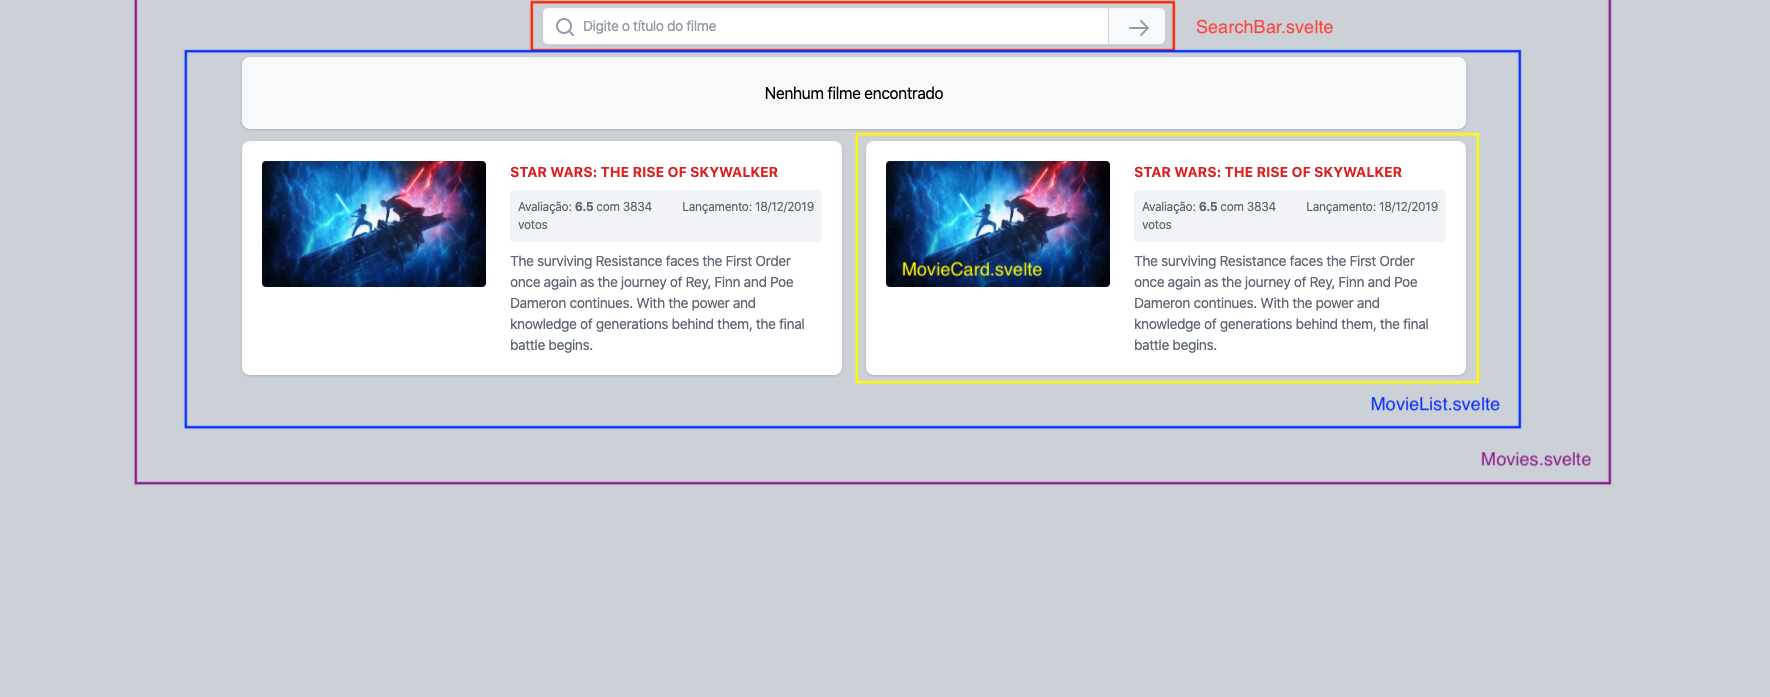 Digite o título do filme
SearchBar.svelte
Nenhum filme encontrado
STAR WARS: THE RISE OF SKYWALKER
Avaliação: 6.5 com 3834
votos
Lançamento: 18/12/2019
The surviving Resistance faces the First Order
once again as the journey of Rey, Finn and Poe
Dameron continues. With the power and
knowledge of generations behind them, the final
battle begins.
MovieCard.svelte
STAR WARS: THE RISE OF SKYWALKER
Avaliação: 6.5 com 3834
votos
Lançamento: 18/12/2019
The surviving Resistance faces the First Order
once again as the journey of Rey, Finn and Poe
Dameron continues. With the power and
knowledge of generations behind them, the final
battle begins.
MovieList.svelte
Movies.svelte